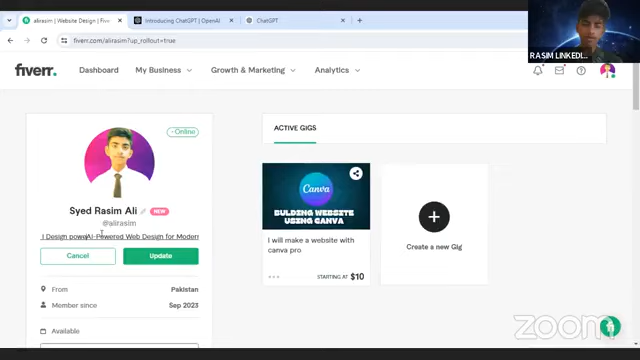 alirasim | Website Design | Fiver
Introducing ChatGPT | OpenAI
ChatGPT
fiverr.com/alirasim?up_rollout=true
RASIM LINKEDI...
fiverr.
Dashboard
My Business
Growth & Marketing
Analytics
Online
Syed Rasim Ali
NEW
@alirasim
I Design poweAI-Powered Web Design for Modern
Cancel
Update
From
Pakistan
Member since
Sep 2023
Available
ACTIVE GIGS
Canva
BULDING WEBSITE
USING CANVA
I will make a website with
canva pro
STARTING AT $10
Create a new Gig
zoom